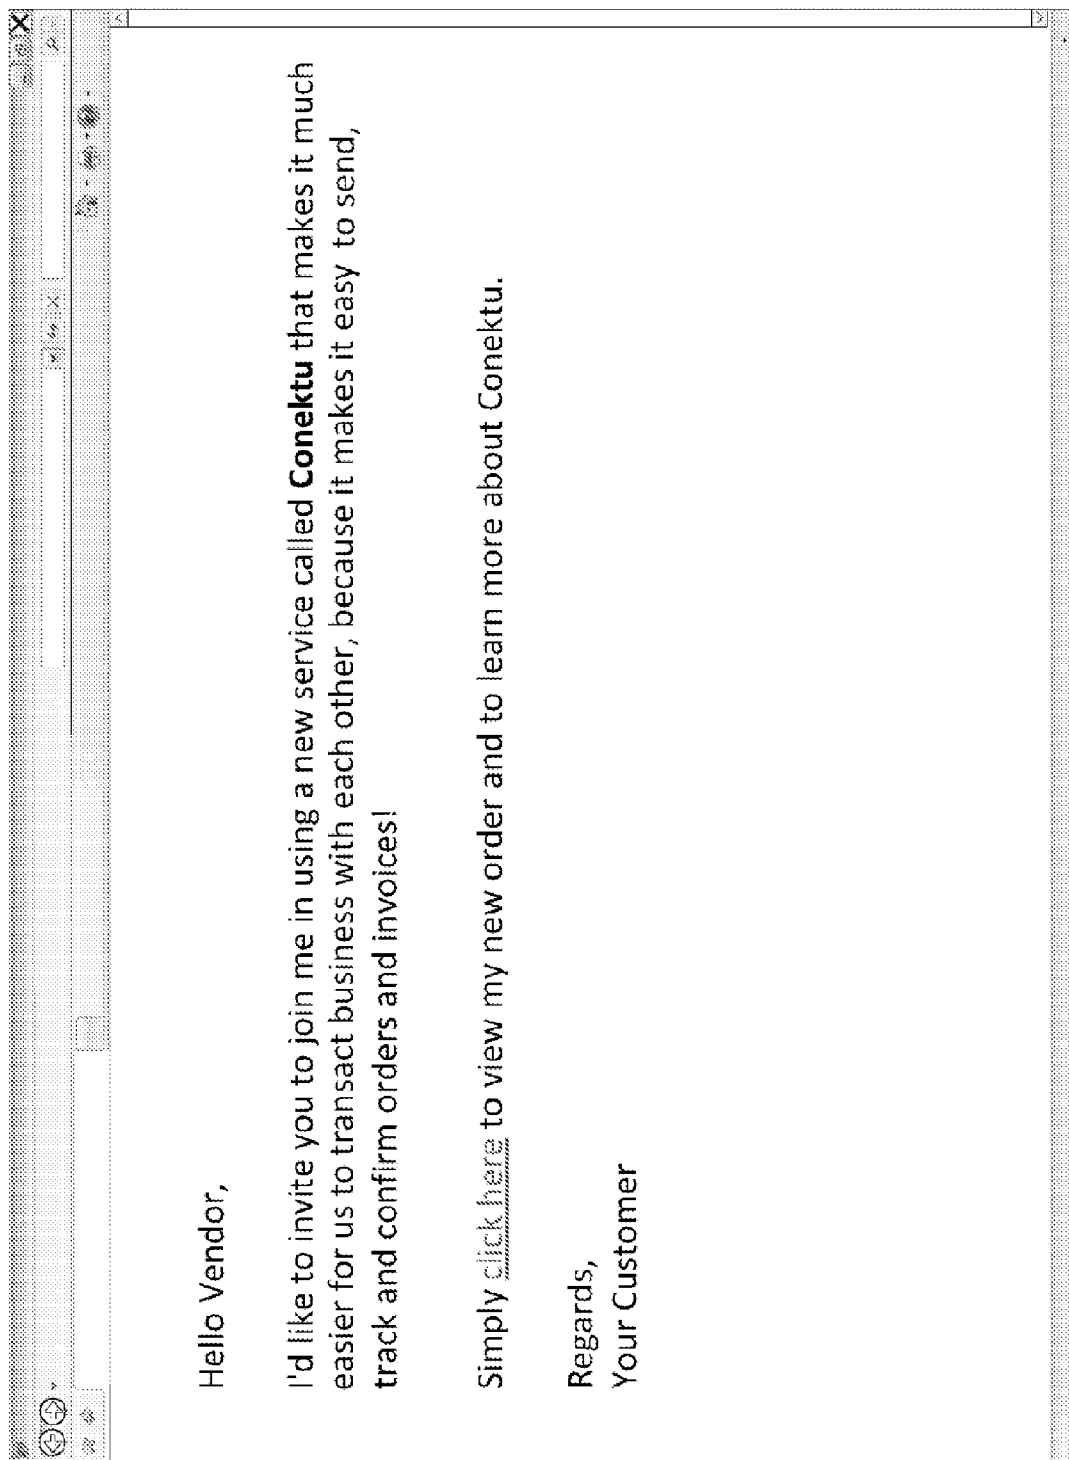 Hello Vendor,
I'd like to invite you to join me in using a new service called Conektu that makes it much
easier for us to transact business with each other, because it makes it easy to send,
track and confirm orders and invoices!
Simply click here to view my new order and to learn more about Conektu.
Regards,
Your Customer